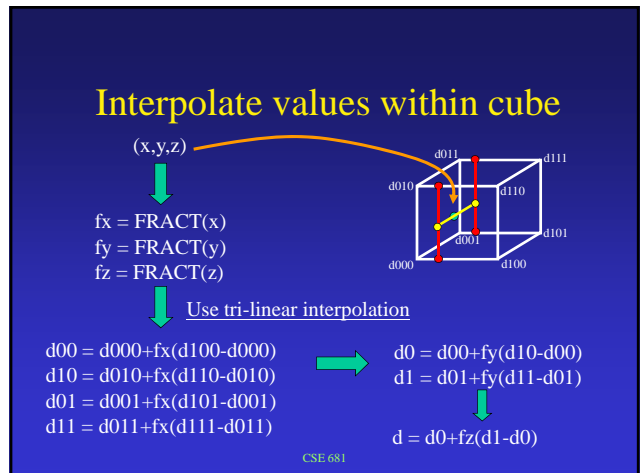 Interpolate values within cube
(x,y,z)
fx = FRACT(x)
fy = FRACT(y)
fz = FRACT(z)
d011
d111
d010
d110
d001
d101
d000
d100
Use tri-linear interpolation
d00 = d000+fx(d100-d000)
d10 = d010+fx(d110-d010)
d01 = d001+fx(d101-d001)
d11 = d011+fx(d111-d011)
d0 = d00+fy(d10-d00)
d1 = d01+fy(d11-d01)
d = d0+fz(d1-d0)
CSE 681